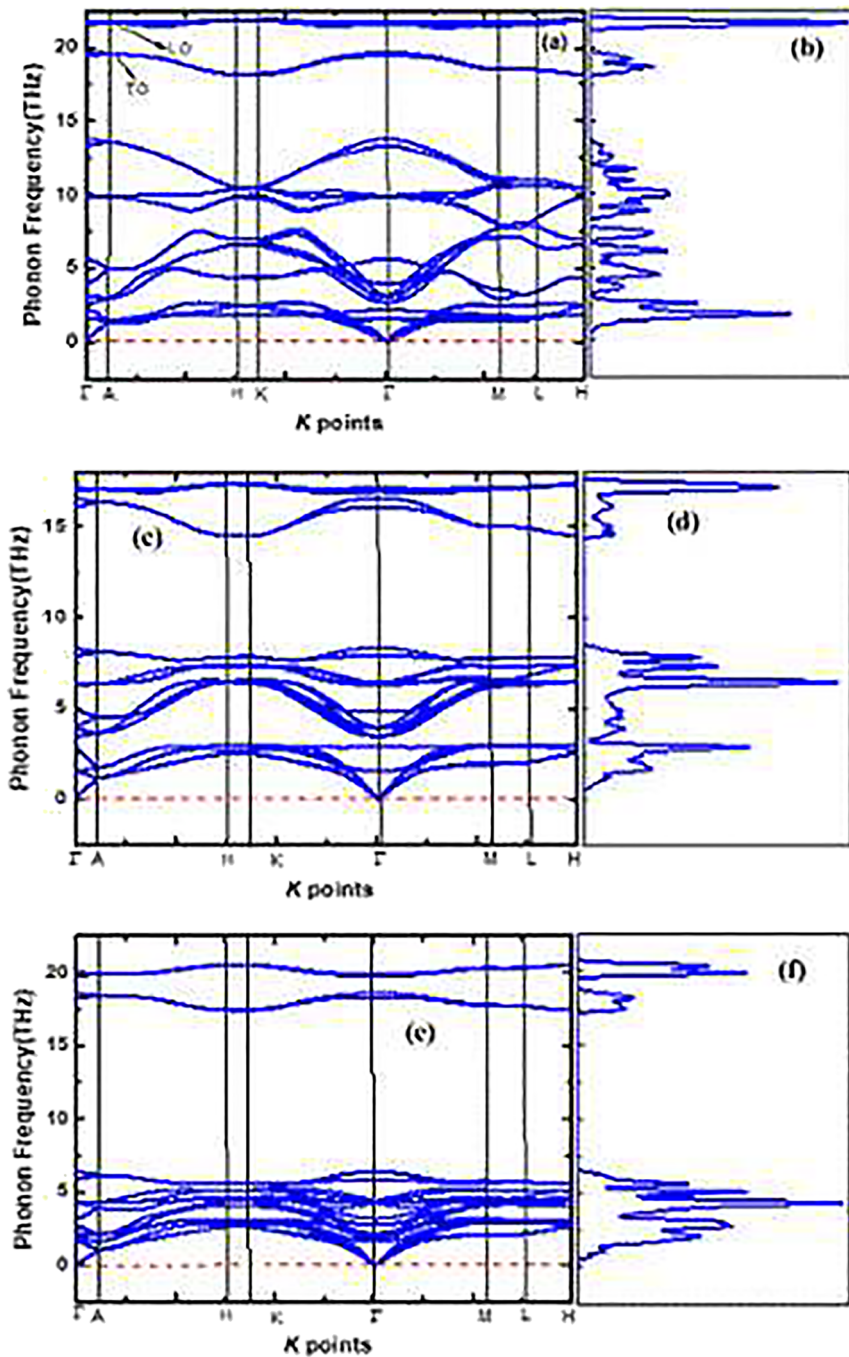 (a)
(b)
LO
TO
20
15
10
5
0
Phonon Frequency(THz)
Γ A H K Γ M L H
K points
(c)
(d)
15
10
5
0
Phonon Frequency(THz)
Γ A H K Γ M L H
K points
(e)
(f)
20
15
10
5
0
Phonon Frequency(THz)
Γ A H K Γ M L H
K points